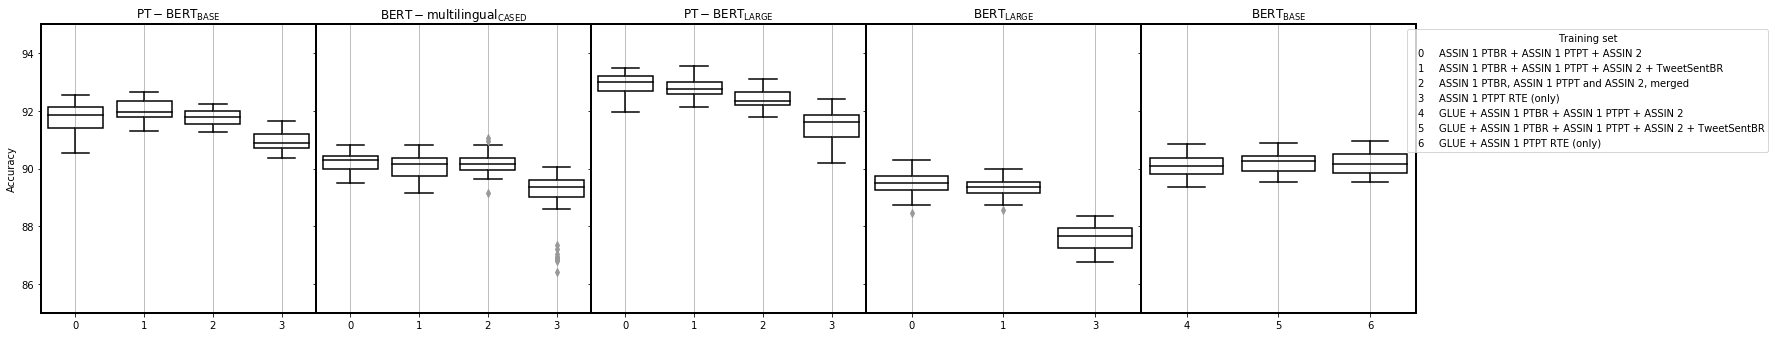 PT − BERT_BASE
BERT − multilingual_CASED
PT − BERT_LARGE
BERT_LARGE
BERT_BASE
Accuracy
94
92
90
88
86
0 1 2 3
0 1 2 3
0 1 2 3
0 1 3
4 5 6
Training set
0 ASSIN 1 PTBR + ASSIN 1 PTPT + ASSIN 2
1 ASSIN 1 PTBR + ASSIN 1 PTPT + ASSIN 2 + TweetSentBR
2 ASSIN 1 PTBR, ASSIN 1 PTPT and ASSIN 2, merged
3 ASSIN 1 PTPT RTE (only)
4 GLUE + ASSIN 1 PTBR + ASSIN 1 PTPT + ASSIN 2
5 GLUE + ASSIN 1 PTBR + ASSIN 1 PTPT + ASSIN 2 + TweetSentBR
6 GLUE + ASSIN 1 PTPT RTE (only)